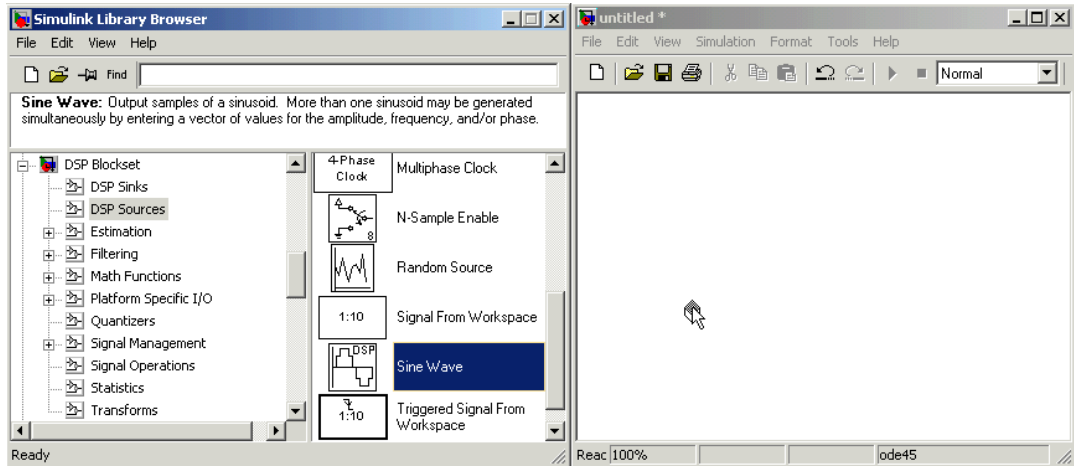 Simulink Library Browser
File Edit View Help
Find
Sine Wave: Output samples of a sinusoid. More than one sinusoid may be generated
simultaneously by entering a vector of values for the amplitude, frequency, and/or phase.
DSP Blockset
DSP Sinks
DSP Sources
Estimation
Filtering
Math Functions
Platform Specific I/O
Quantizers
Signal Management
Signal Operations
Statistics
Transforms
4-Phase
Clock
Multiphase Clock
8
N-Sample Enable
Random Source
1:10
Signal From Workspace
DSP
Sine Wave
1:10
Triggered Signal From
Workspace
Ready
untitled *
File Edit View Simulation Format Tools Help
Normal
Reac 100% ode45